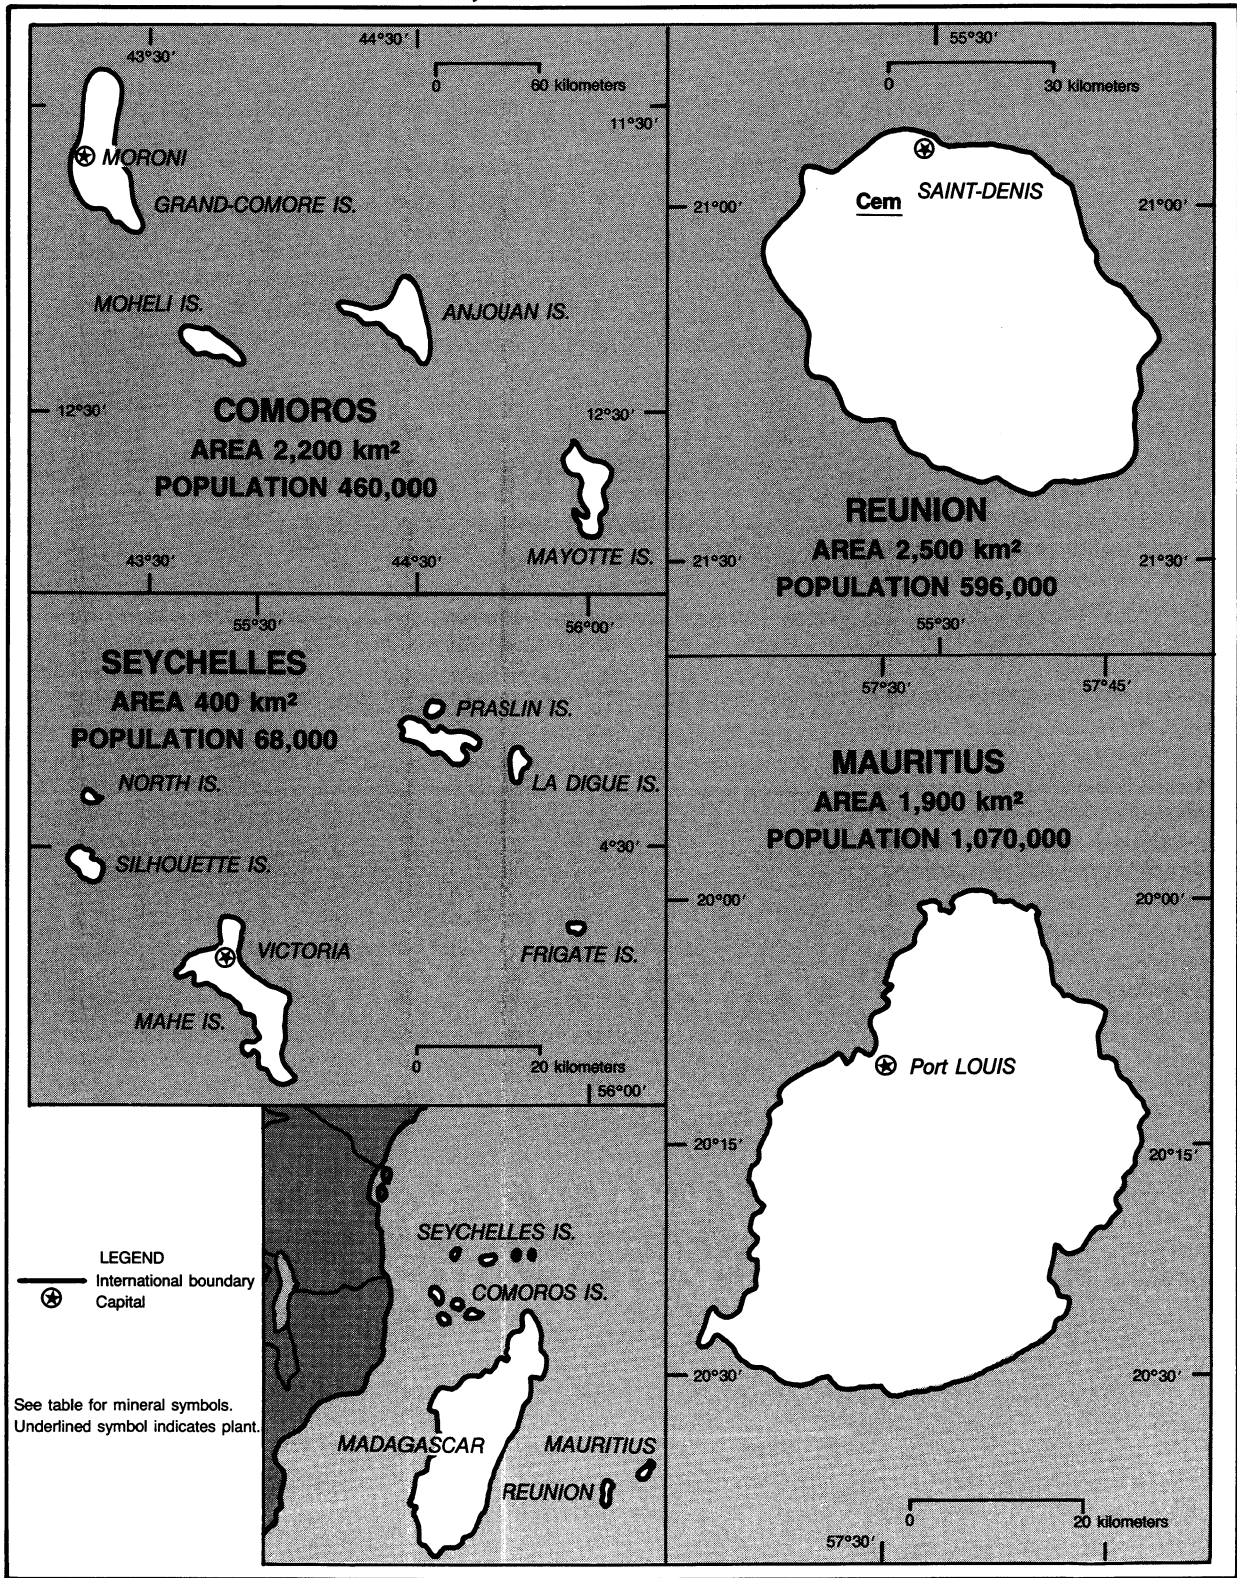 43°30′
44°30′
0 60 kilometers
11°30′
MORONI
GRAND-COMORE IS.
MOHELI IS.
ANJOUAN IS.
12°30′
12°30′
COMOROS
AREA 2,200 km²
POPULATION 460,000
43°30′
44°30′
MAYOTTE IS.
55°30′
0 30 kilometers
SAINT-DENIS
Cem
21°00′
21°00′
REUNION
AREA 2,500 km²
POPULATION 596,000
21°30′
21°30′
55°30′
55°30′
56°00′
SEYCHELLES
AREA 400 km²
POPULATION 68,000
PRASLIN IS.
NORTH IS.
LA DIGUE IS.
4°30′
SILHOUETTE IS.
VICTORIA
FRIGATE IS.
MAHE IS.
0 20 kilometers
56°00′
57°30′
57°45′
MAURITIUS
AREA 1,900 km²
POPULATION 1,070,000
20°00′
20°00′
Port LOUIS
20°15′
20°15′
20°30′
20°30′
0 20 kilometers
57°30′
LEGEND
International boundary
Capital
See table for mineral symbols.
Underlined symbol indicates plant.
SEYCHELLES IS.
COMOROS IS.
MADAGASCAR
MAURITIUS
REUNION